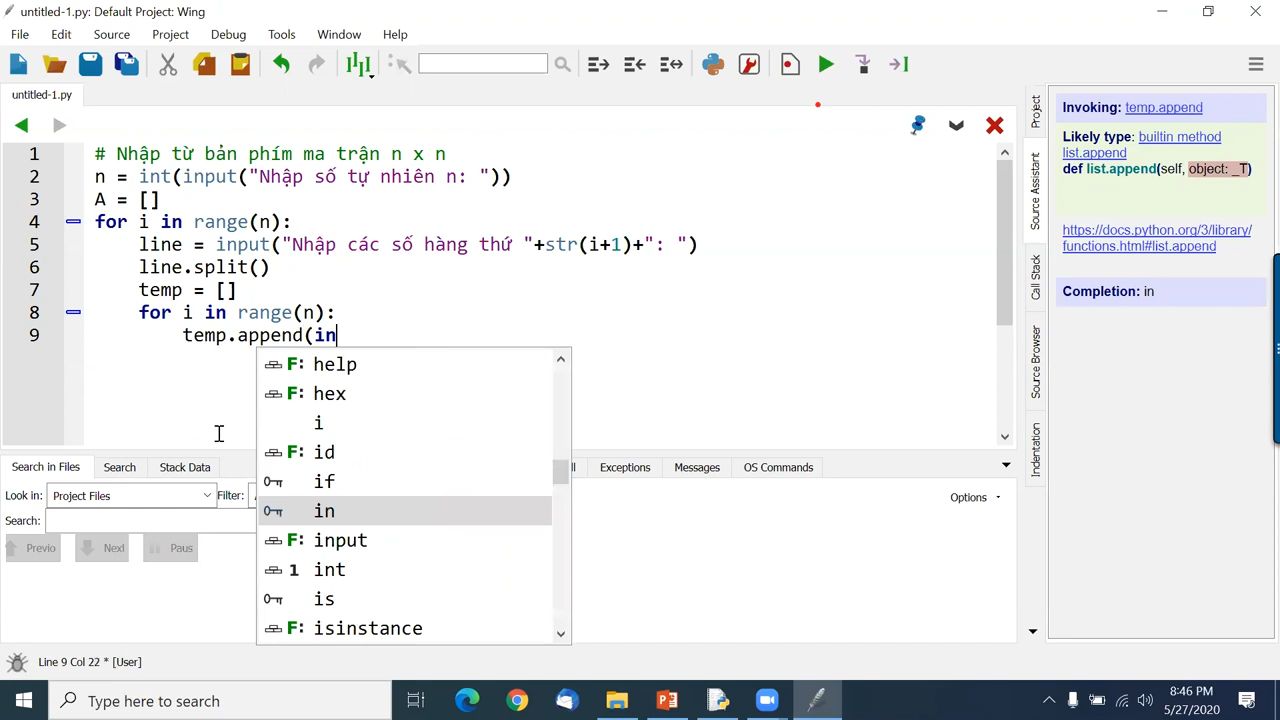 untitled-1.py: Default Project: Wing
File Edit Source Project Debug Tools Window Help
untitled-1.py
1 # Nhập từ bản phím ma trận n x n
2 n = int(input("Nhập số tự nhiên n: "))
3 A = []
4 for i in range(n):
5 line = input("Nhập các số hàng thứ "+str(i+1)+": ")
6 line.split()
7 temp = []
8 for i in range(n):
9 temp.append(in
help
hex
i
id
if
in
input
int
is
isinstance
Project
Source Assistant
Call Stack
Source Browser
Indentation
Invoking: temp.append
Likely type: builtin method
list.append
def list.append(self, object: _T)
https://docs.python.org/3/library/
functions.html#list.append
Completion: in
Search in Files Search Stack Data Exceptions Messages OS Commands
Look in: Project Files Filter:
Options
Search:
Previo Next Paus
Line 9 Col 22 * [User]
Type here to search
8:46 PM
5/27/2020